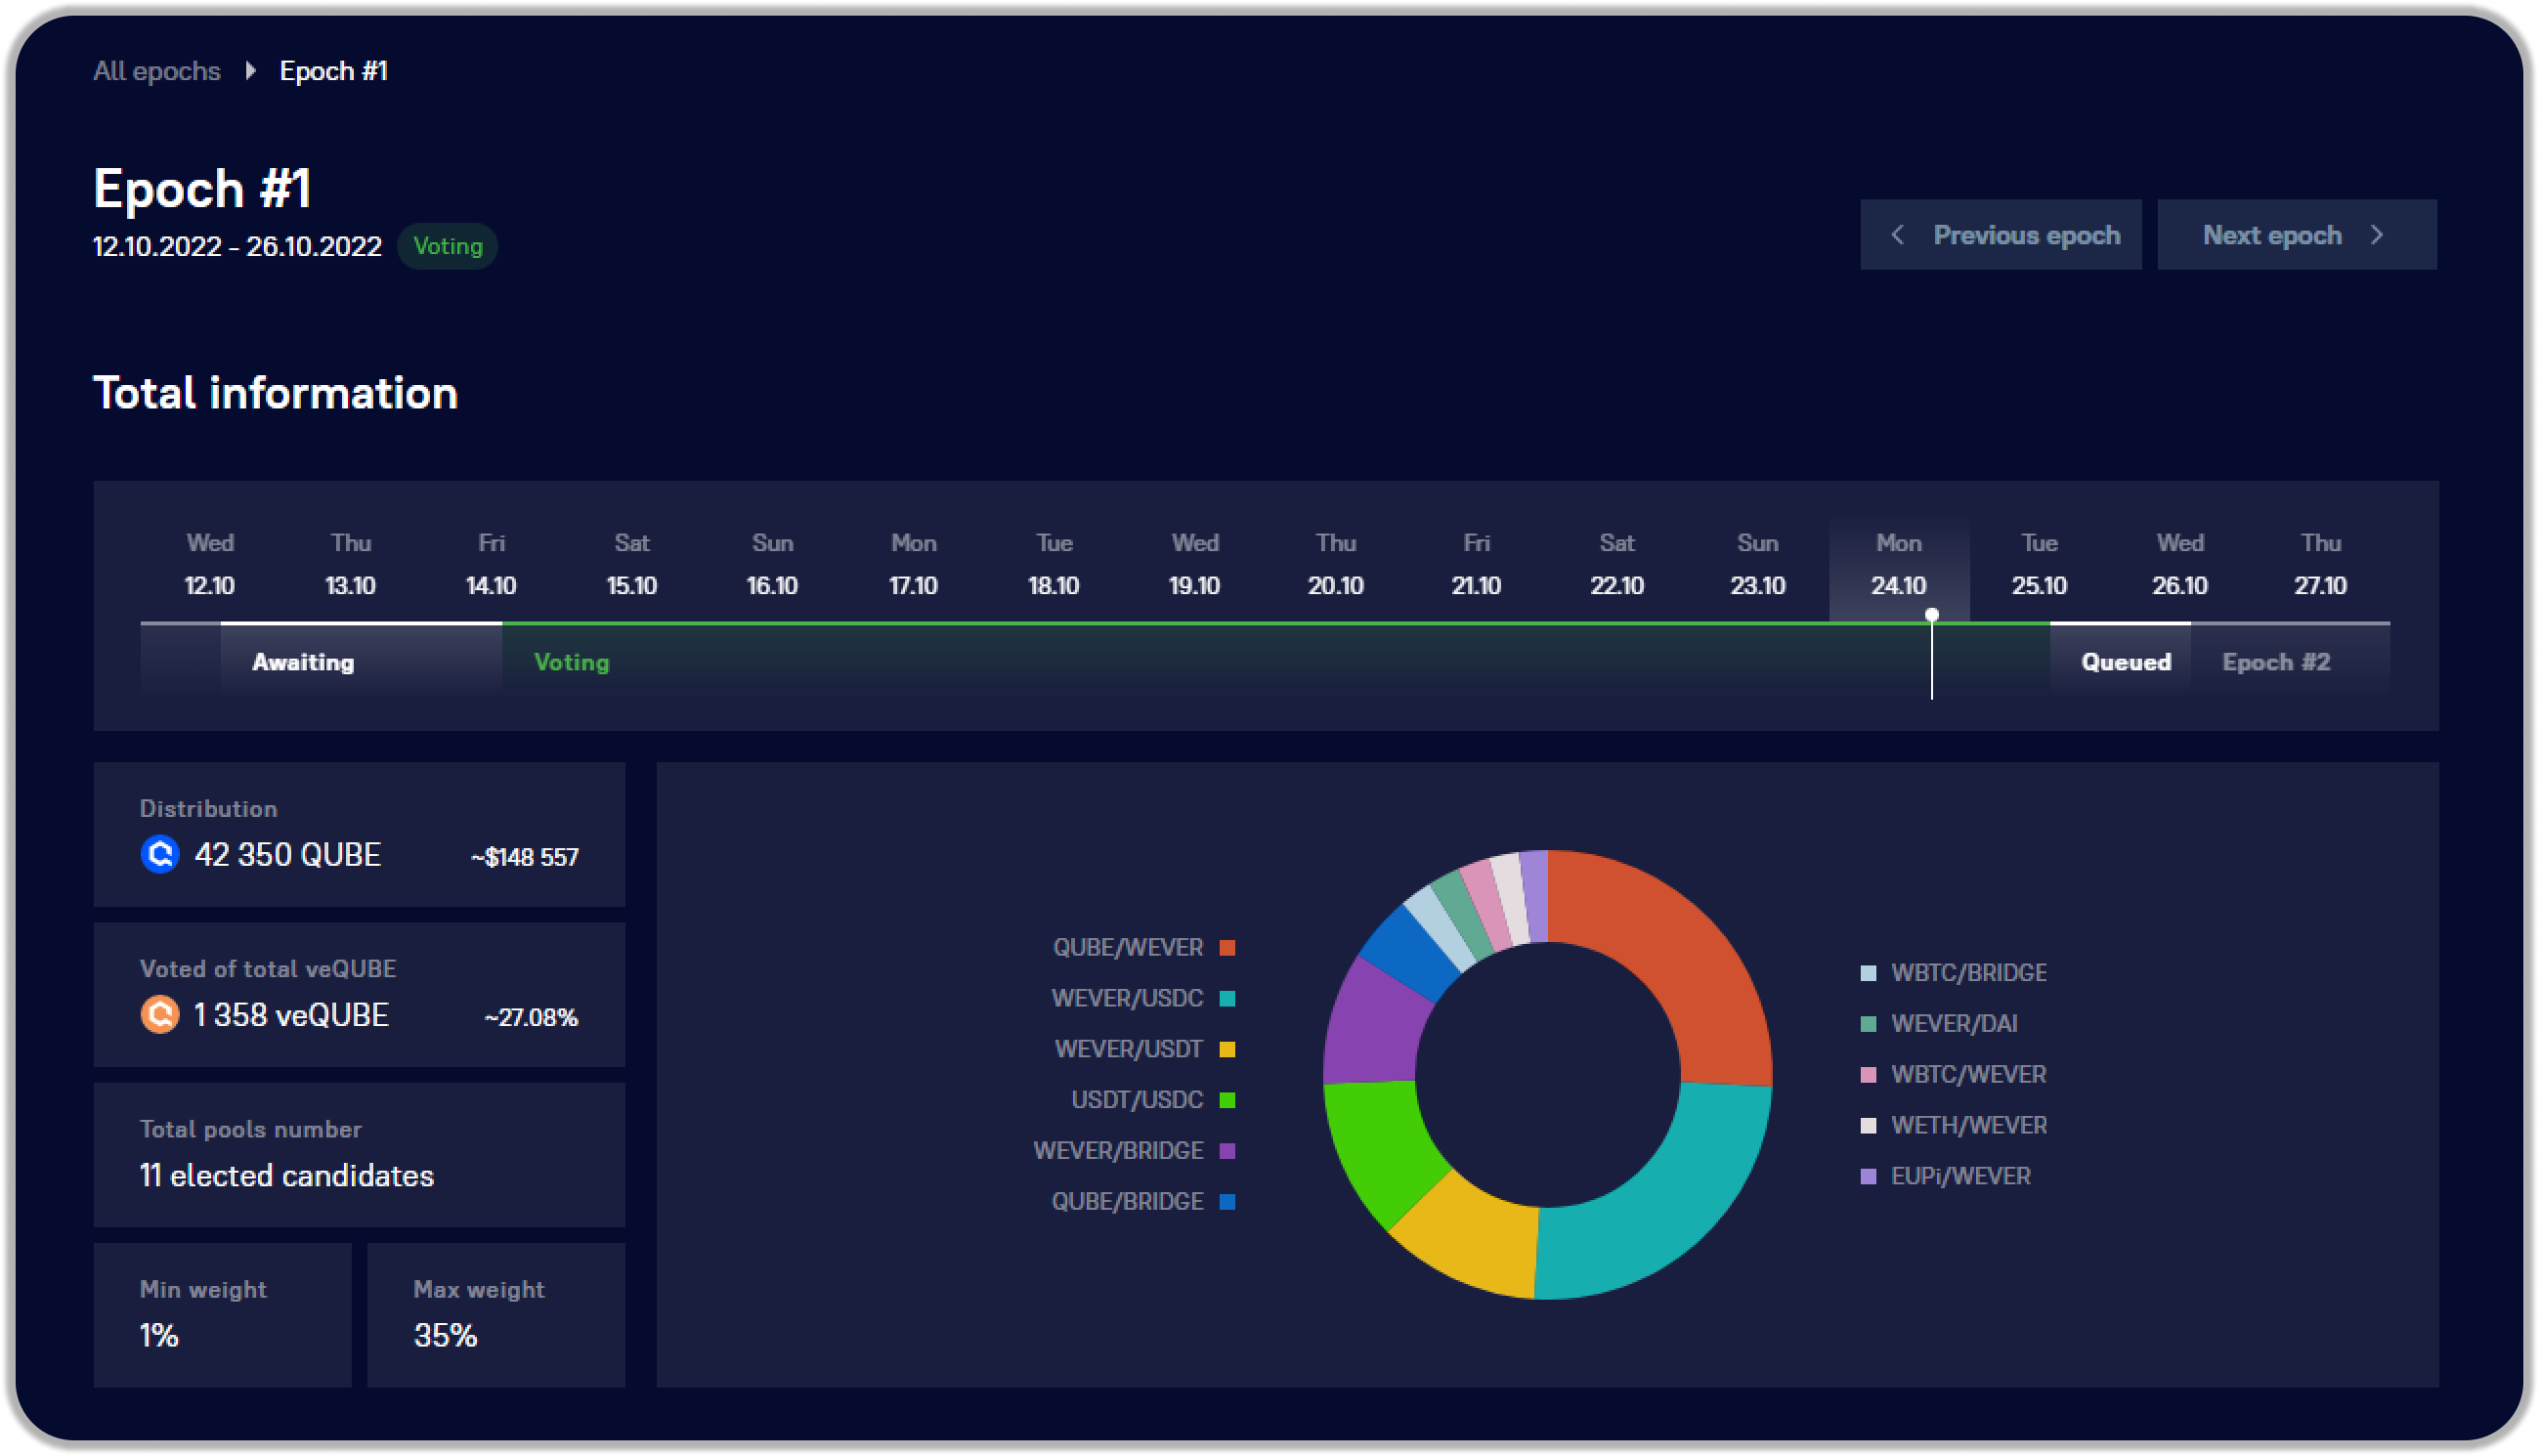 All epochs Epoch #1
Epoch #1
12.10.2022 - 26.10.2022 Voting
Previous epoch Next epoch
Total information
Wed Thu Fri Sat Sun Mon Tue Wed Thu Fri Sat Sun Mon Tue Wed Thu
12.10 13.10 14.10 15.10 16.10 17.10 18.10 19.10 20.10 21.10 22.10 23.10 24.10 25.10 26.10 27.10
Awaiting Voting Queued Epoch #2
Distribution
42 350 QUBE ~$148 557
Voted of total veQUBE
1 358 veQUBE ~27.08%
Total pools number
11 elected candidates
Min weight
1%
Max weight
35%
QUBE/WEVER
WEVER/USDC
WEVER/USDT
USDT/USDC
WEVER/BRIDGE
QUBE/BRIDGE
WBTC/BRIDGE
WEVER/DAI
WBTC/WEVER
WETH/WEVER
EUPi/WEVER